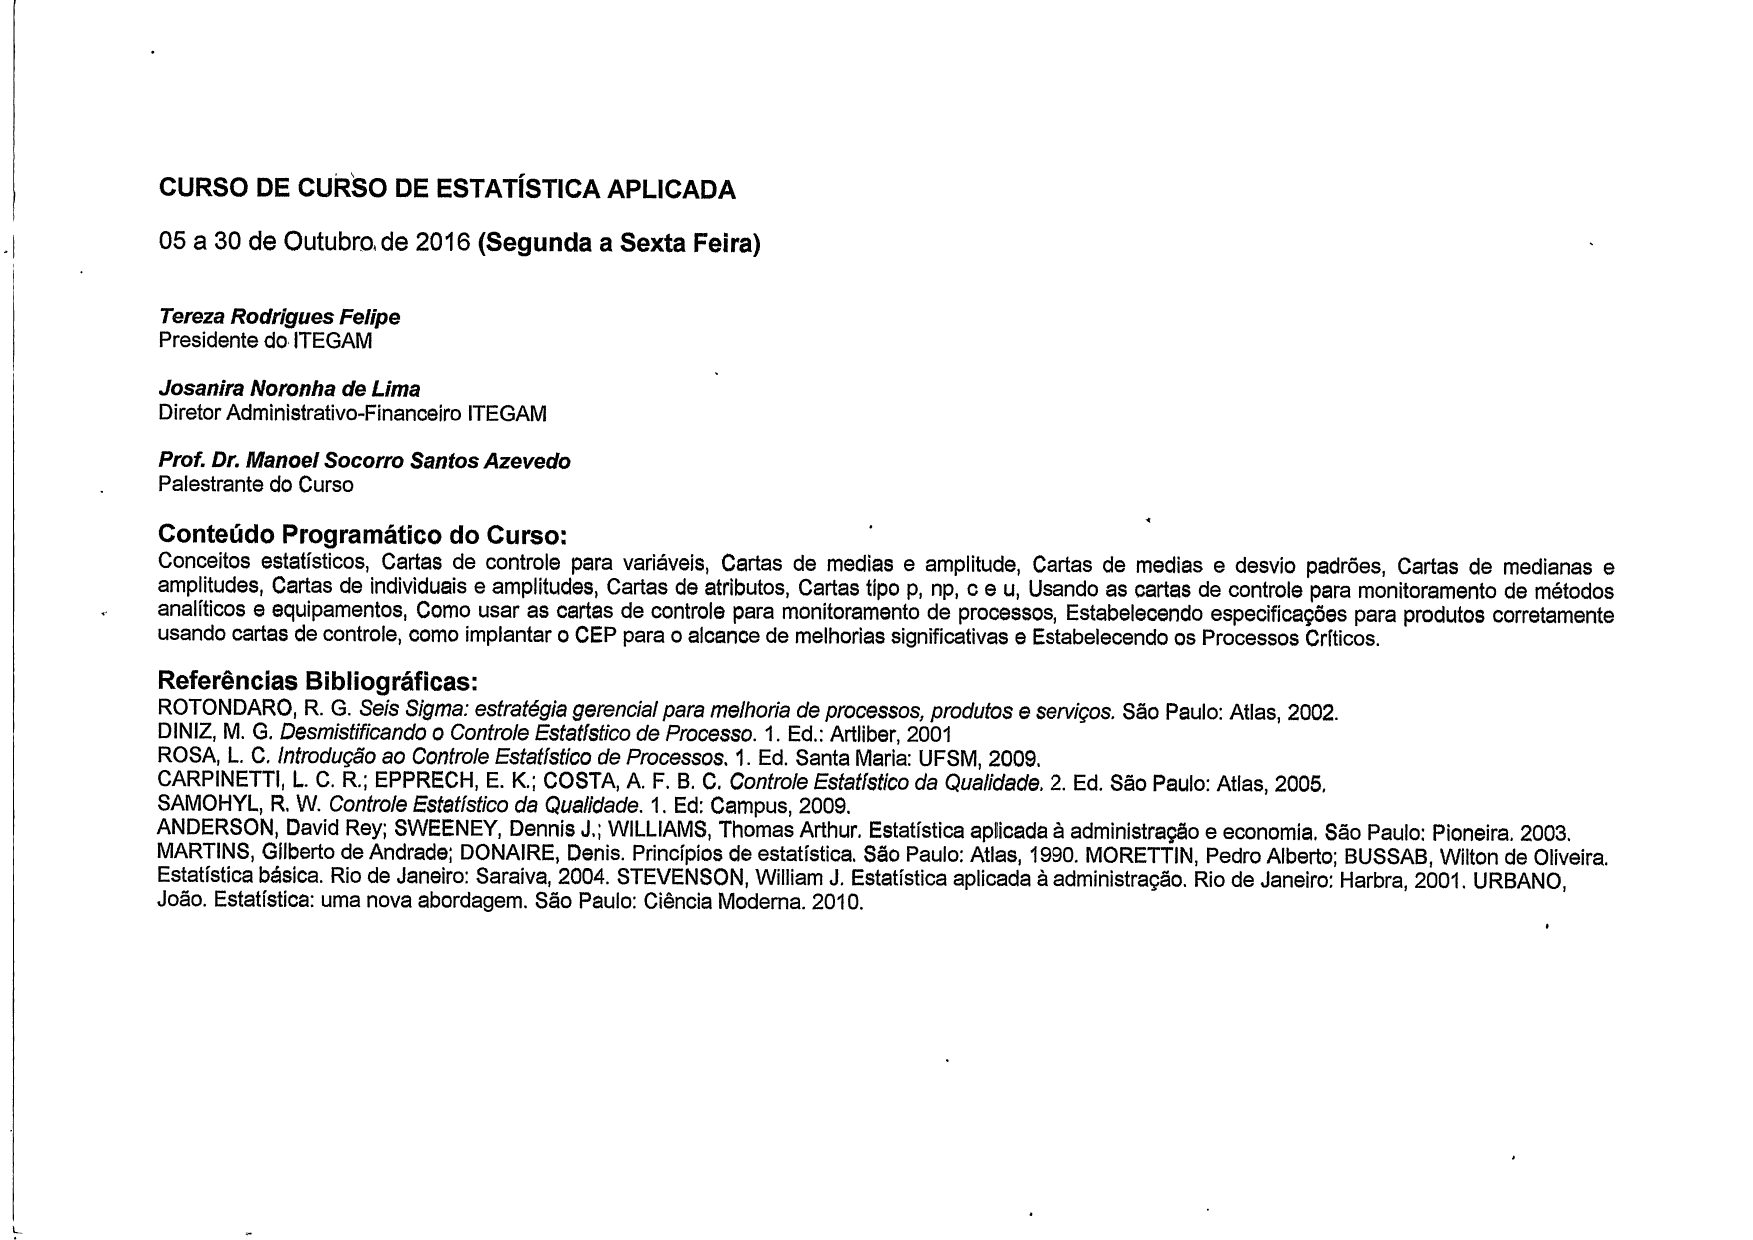 CURSO DE CURSO DE ESTATÍSTICA APLICADA
05 a 30 de Outubro de 2016 (Segunda a Sexta Feira)
Tereza Rodrigues Felipe
Presidente do ITEGAM
Josanira Noronha de Lima
Diretor Administrativo-Financeiro ITEGAM
Prof. Dr. Manoel Socorro Santos Azevedo
Palestrante do Curso
Conteúdo Programático do Curso:
Conceitos estatísticos, Cartas de controle para variáveis, Cartas de medias e amplitude, Cartas de medias e desvio padrões, Cartas de medianas e
amplitudes, Cartas de individuais e amplitudes, Cartas de atributos, Cartas tipo p, np, c e u, Usando as cartas de controle para monitoramento de métodos
analíticos e equipamentos, Como usar as cartas de controle para monitoramento de processos, Estabelecendo especificações para produtos corretamente
usando cartas de controle, como implantar o CEP para o alcance de melhorias significativas e Estabelecendo os Processos Críticos.
Referências Bibliográficas:
ROTONDARO, R. G. Seis Sigma: estratégia gerencial para melhoria de processos, produtos e serviços. São Paulo: Atlas, 2002.
DINIZ, M. G. Desmistificando o Controle Estatístico de Processo. 1. Ed.: Artliber, 2001
ROSA, L. C. Introdução ao Controle Estatístico de Processos. 1. Ed. Santa Maria: UFSM, 2009.
CARPINETTI, L. C. R.; EPPRECH, E. K.; COSTA, A. F. B. C. Controle Estatístico da Qualidade. 2. Ed. São Paulo: Atlas, 2005.
SAMOHYL, R. W. Controle Estatístico da Qualidade. 1. Ed: Campus, 2009.
ANDERSON, David Rey; SWEENEY, Dennis J.; WILLIAMS, Thomas Arthur. Estatística aplicada à administração e economia. São Paulo: Pioneira. 2003.
MARTINS, Gilberto de Andrade; DONAIRE, Denis. Princípios de estatística. São Paulo: Atlas, 1990. MORETTIN, Pedro Alberto; BUSSAB, Wilton de Oliveira.
Estatística básica. Rio de Janeiro: Saraiva, 2004. STEVENSON, William J. Estatística aplicada à administração. Rio de Janeiro: Harbra, 2001. URBANO,
João. Estatística: uma nova abordagem. São Paulo: Ciência Moderna. 2010.